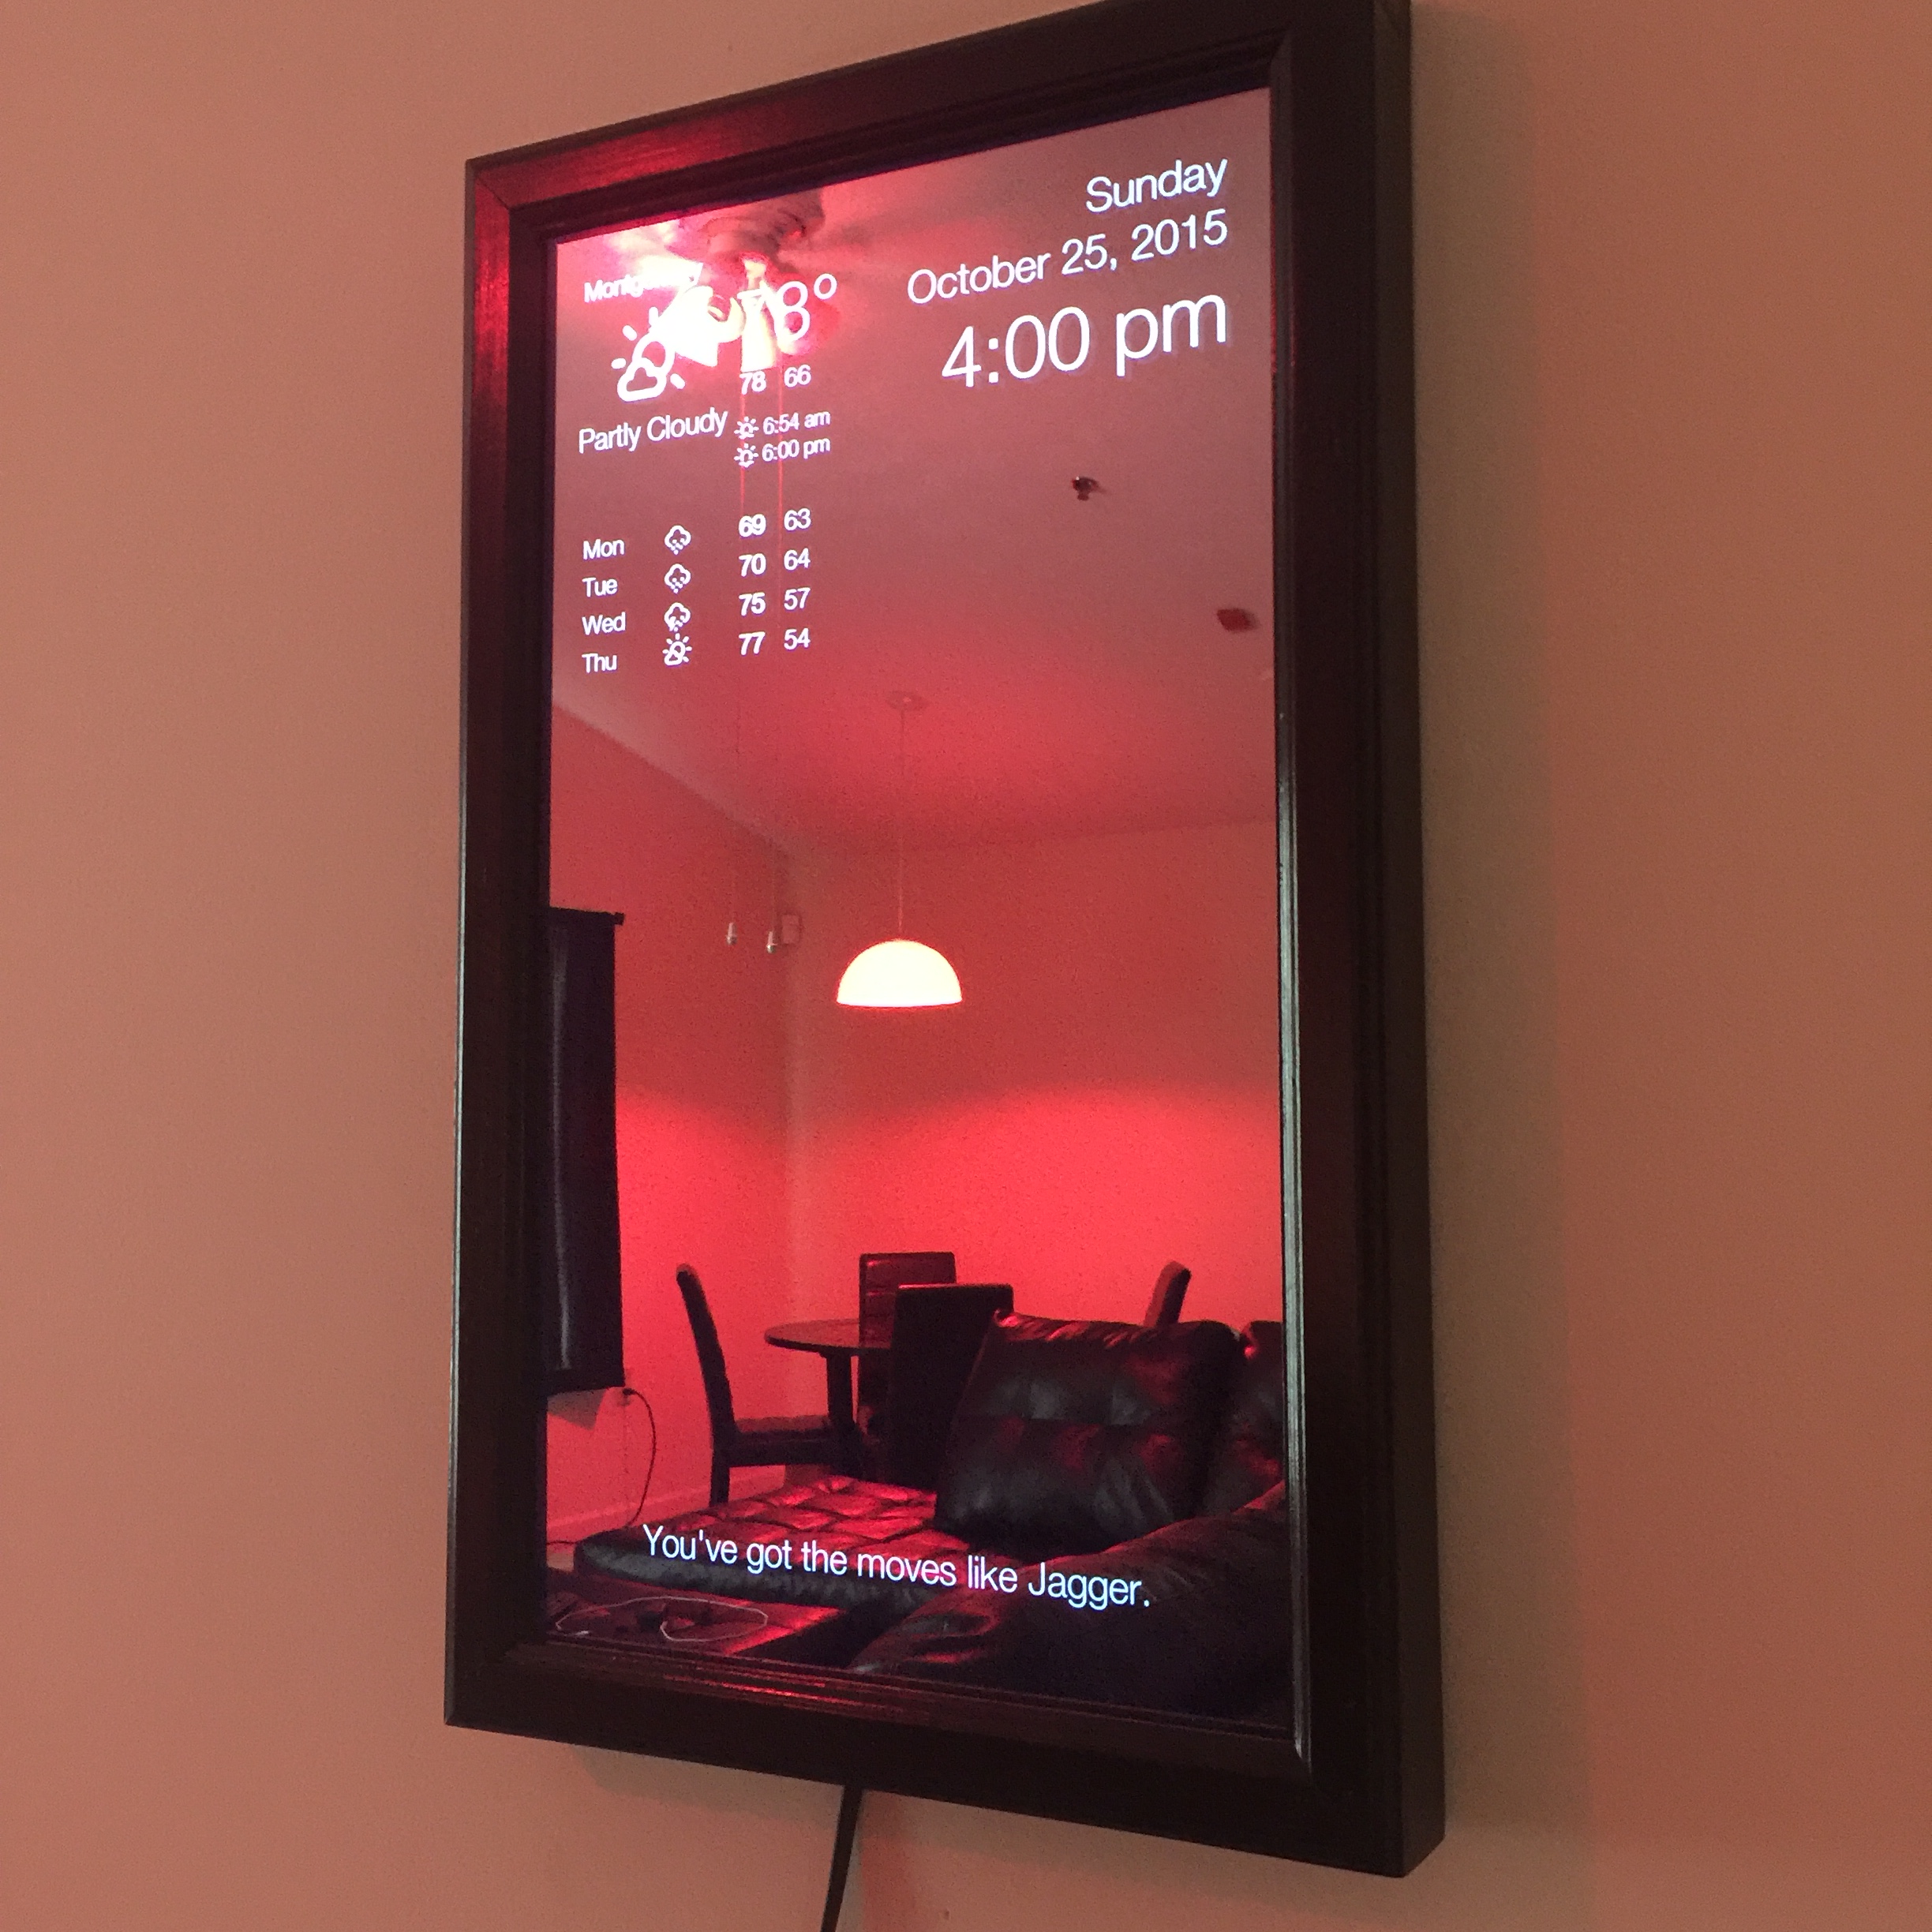 Sunday
October 25, 2015
4:00 pm
78 66
Partly Cloudy
6:54 am
6:00 pm
Mon 69 63
Tue 70 64
Wed 75 57
Thu 77 54
You've got the moves like Jagger.